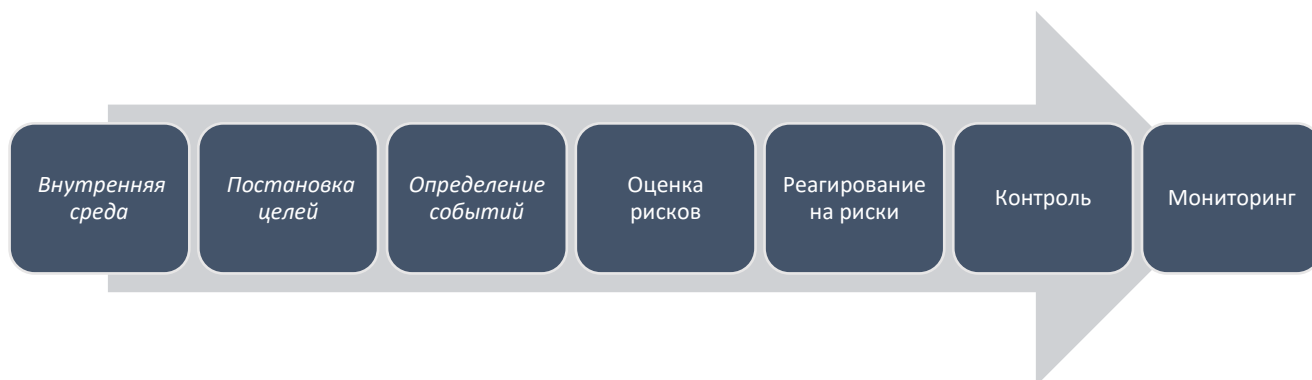 Внутренняя
среда
Постановка
целей
Определение
событий
Оценка
рисков
Реагирование
на риски
Контроль
Мониторинг